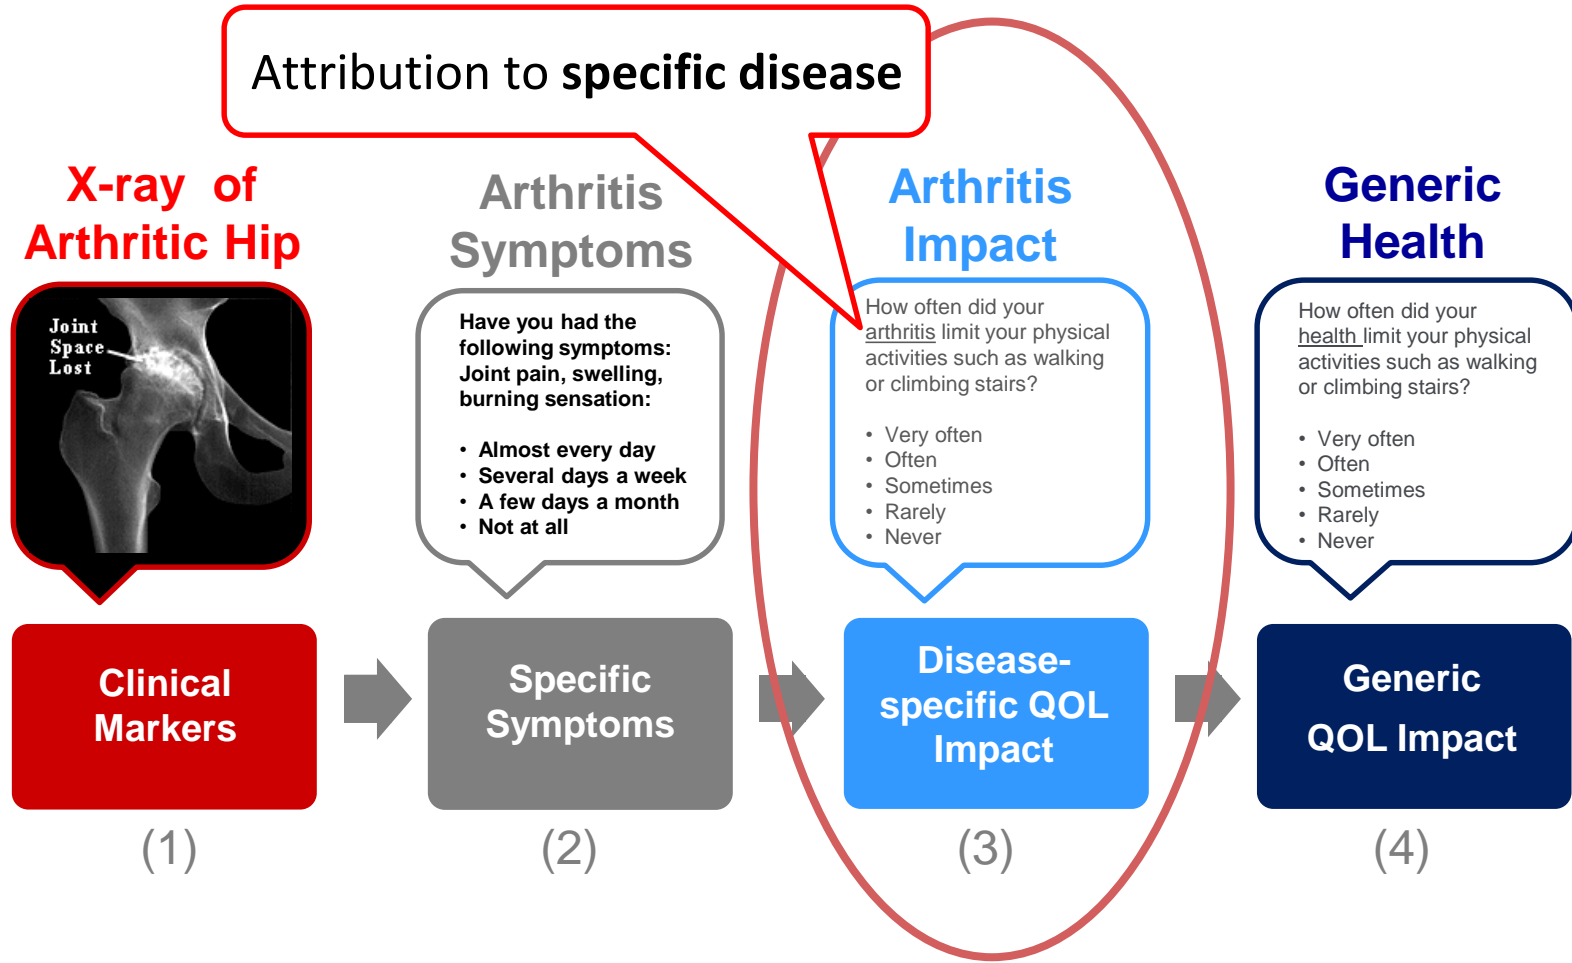 Attribution to specific disease
X-ray of
Arthritic Hip
Joint
Space
Lost
Clinical
Markers
(1)
Arthritis
Symptoms
Have you had the
following symptoms:
Joint pain, swelling,
burning sensation:
• Almost every day
• Several days a week
• A few days a month
• Not at all
Specific
Symptoms
(2)
Arthritis
Impact
How often did your
arthritis limit your physical
activities such as walking
or climbing stairs?
• Very often
• Often
• Sometimes
• Rarely
• Never
Disease-
specific QOL
Impact
(3)
Generic
Health
How often did your
health limit your physical
activities such as walking
or climbing stairs?
• Very often
• Often
• Sometimes
• Rarely
• Never
Generic
QOL Impact
(4)